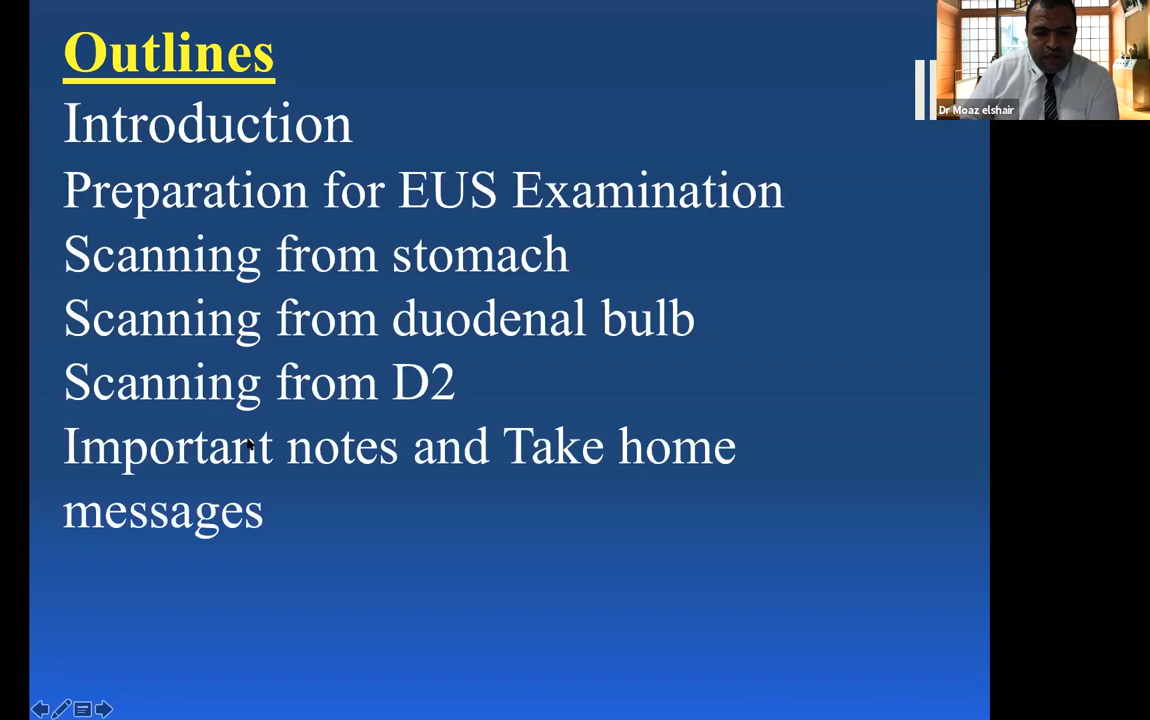 Outlines
Introduction
Preparation for EUS Examination
Scanning from stomach
Scanning from duodenal bulb
Scanning from D2
Important notes and Take home
messages
Dr Moaz elshair